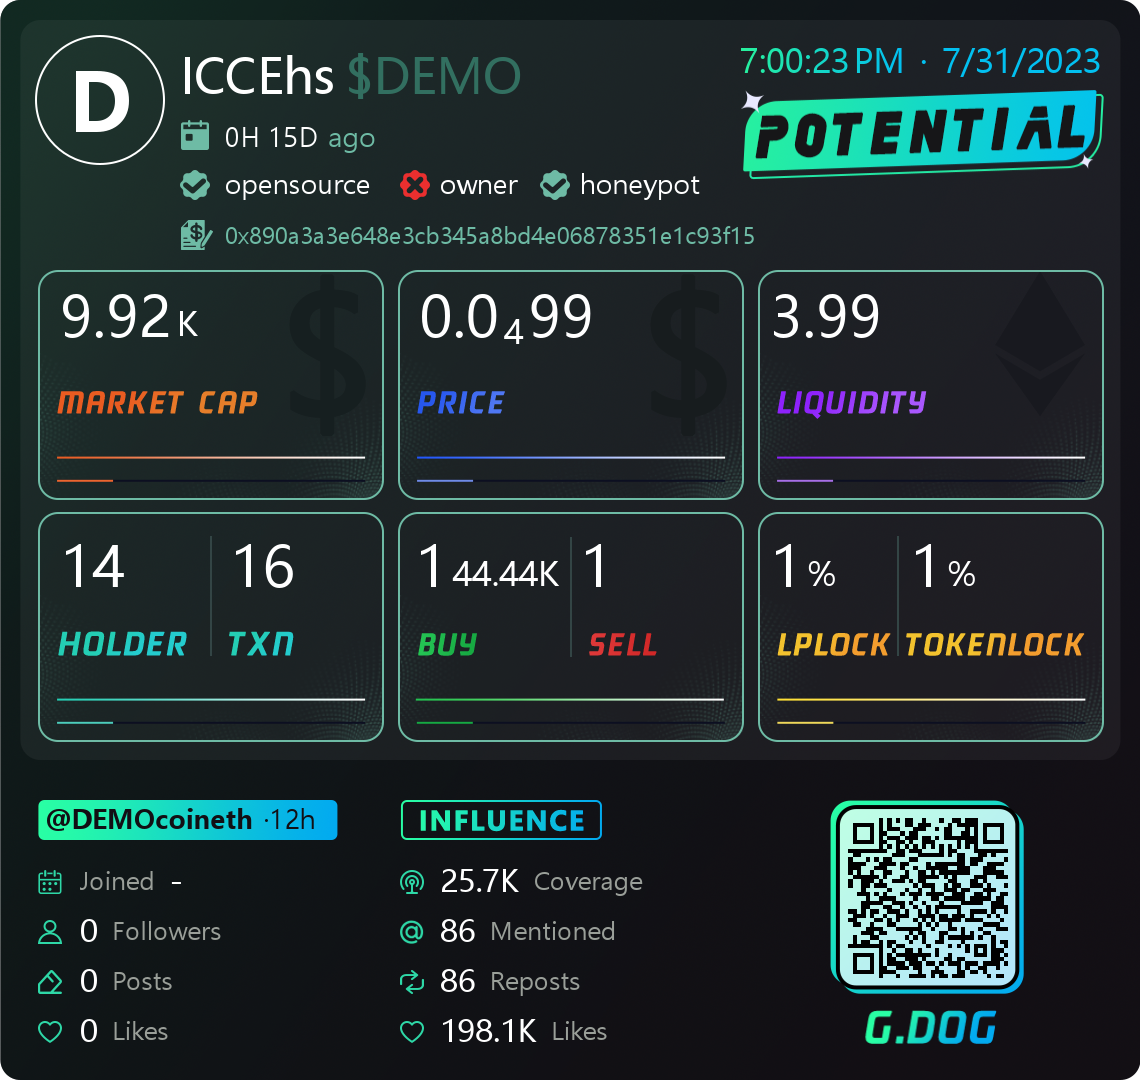 D
ICCEhs $DEMO
7:00:23 PM · 7/31/2023
POTENTIAL
0H 15D ago
opensource owner honeypot
0x890a3a3e648e3cb345a8bd4e06878351e1c93f15
9.92 K
MARKET CAP
$
0.0₄99
PRICE
$
3.99
LIQUIDITY
14 16
HOLDER TXN
1 44.44K 1
BUY SELL
1 % 1 %
LPLOCK TOKENLOCK
@DEMOcoineth ·12h
Joined -
0 Followers
0 Posts
0 Likes
INFLUENCE
25.7K Coverage
86 Mentioned
86 Reposts
198.1K Likes
G.DOG